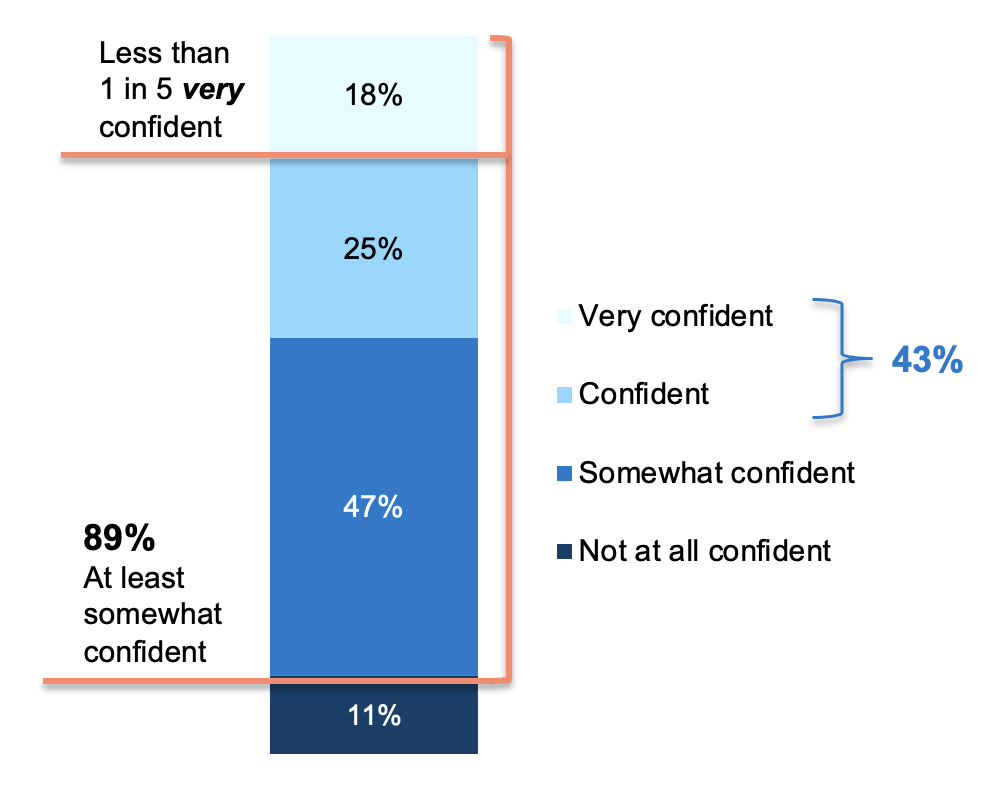 Less than
1 in 5 very
confident
18%
25%
47%
89%
At least
somewhat
confident
11%
Very confident
Confident
43%
Somewhat confident
Not at all confident